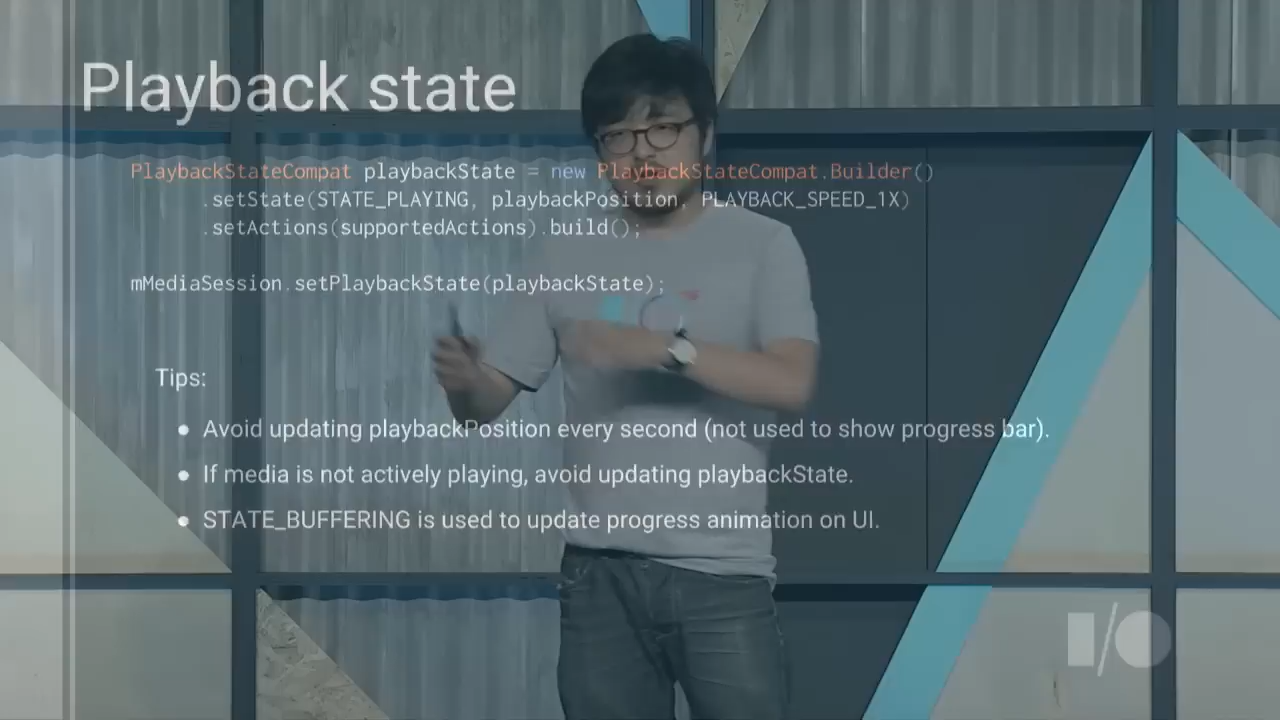 Playback state
PlaybackStateCompat playbackState = new PlaybackStateCompat.Builder()
.setState(STATE_PLAYING, playbackPosition, PLAYBACK_SPEED_1X)
.setActions(supportedActions).build();
mMediaSession.setPlaybackState(playbackState);
Tips:
● Avoid updating playbackPosition every second (not used to show progress bar).
● If media is not actively playing, avoid updating playbackState.
● STATE_BUFFERING is used to update progress animation on UI.
I/O